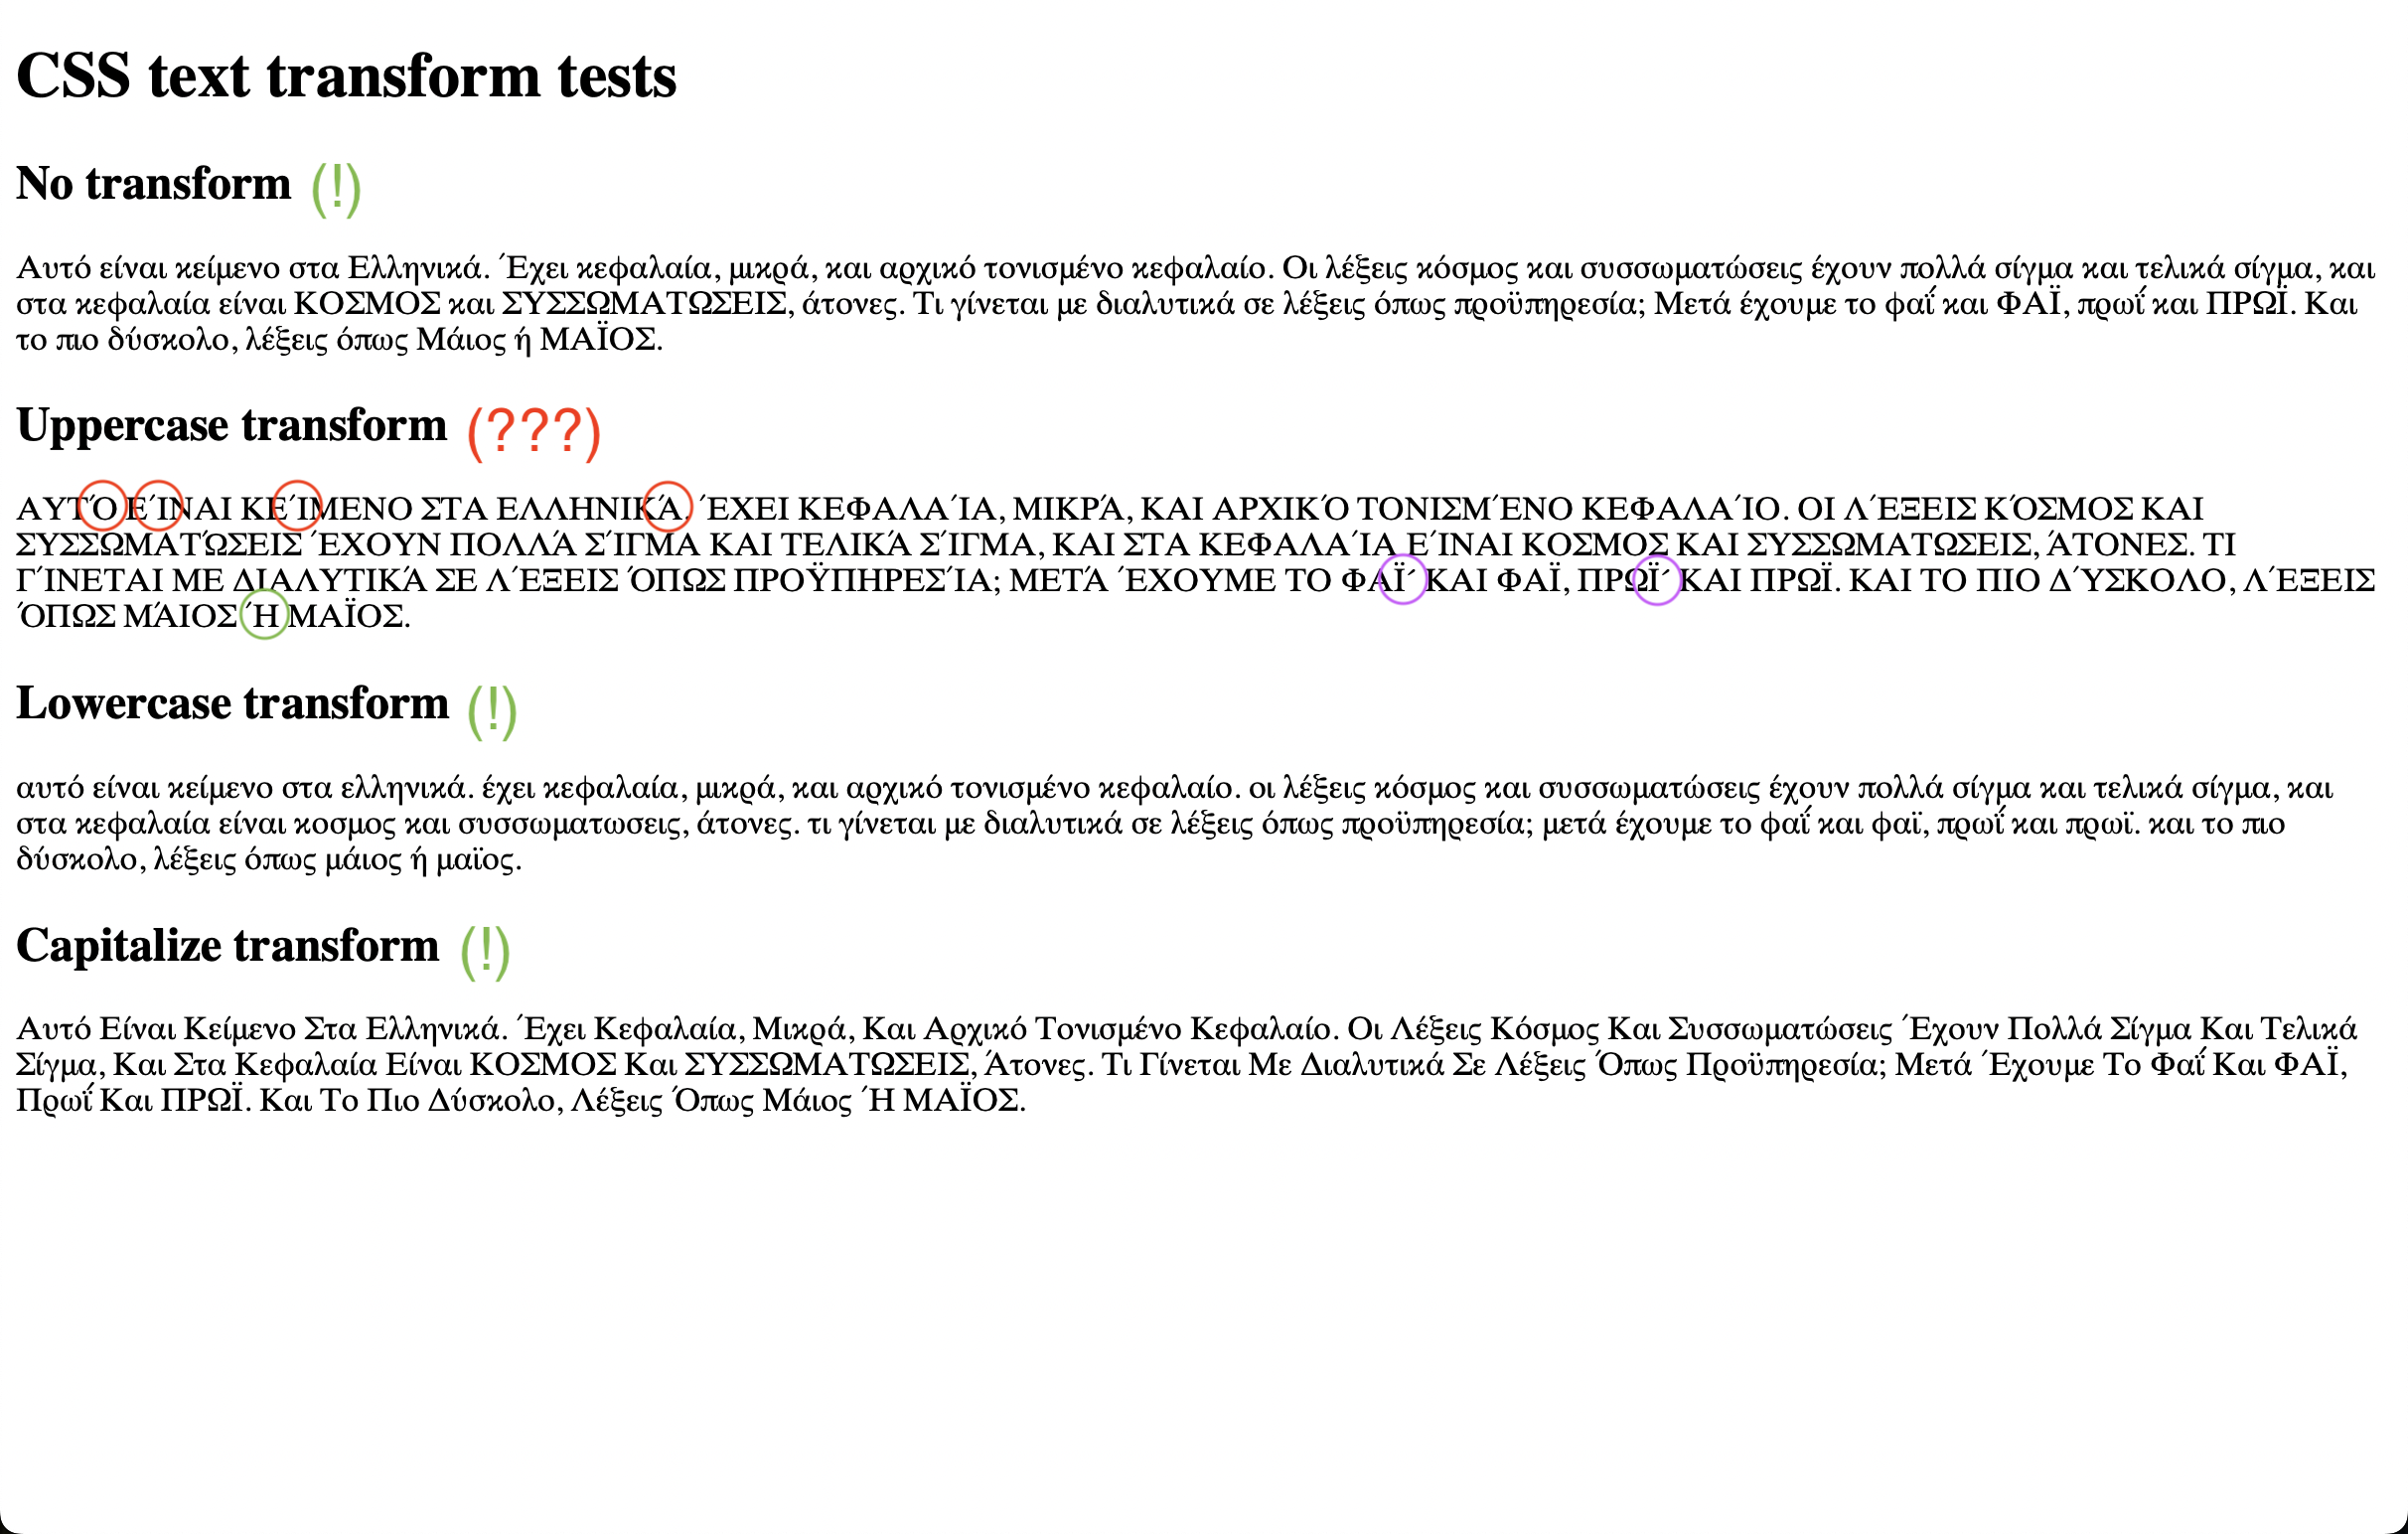 CSS text transform tests
No transform (!)
Αυτό είναι κείμενο στα Ελληνικά. Έχει κεφαλαία, μικρά, και αρχικό τονισμένο κεφαλαίο. Οι λέξεις κόσμος και συσσωματώσεις έχουν πολλά σίγμα και τελικά σίγμα, και
στα κεφαλαία είναι ΚΟΣΜΟΣ και ΣΥΣΣΩΜΑΤΩΣΕΙΣ, άτονες. Τι γίνεται με διαλυτικά σε λέξεις όπως προϋπηρεσία; Μετά έχουμε το φαΐ και ΦΑΪ, πρωΐ και ΠΡΩΪ. Και
το πιο δύσκολο, λέξεις όπως Μάιος ή ΜΑΪΟΣ.
Uppercase transform (???)
ΑΥΤΌ ΕΊΝΑΙ ΚΕΊΜΕΝΟ ΣΤΑ ΕΛΛΗΝΙΚΆ. ΈΧΕΙ ΚΕΦΑΛΑΊΑ, ΜΙΚΡΆ, ΚΑΙ ΑΡΧΙΚΌ ΤΟΝΙΣΜΈΝΟ ΚΕΦΑΛΑΊΟ. ΟΙ ΛΈΞΕΙΣ ΚΌΣΜΟΣ ΚΑΙ
ΣΥΣΣΩΜΑΤΏΣΕΙΣ ΈΧΟΥΝ ΠΟΛΛΆ ΣΊΓΜΑ ΚΑΙ ΤΕΛΙΚΆ ΣΊΓΜΑ, ΚΑΙ ΣΤΑ ΚΕΦΑΛΑΊΑ ΕΊΝΑΙ ΚΟΣΜΟΣ ΚΑΙ ΣΥΣΣΩΜΑΤΩΣΕΙΣ, ΆΤΟΝΕΣ. ΤΙ
ΓΊΝΕΤΑΙ ΜΕ ΔΙΑΛΥΤΙΚΆ ΣΕ ΛΈΞΕΙΣ ΌΠΩΣ ΠΡΟΫΠΗΡΕΣΊΑ; ΜΕΤΆ ΈΧΟΥΜΕ ΤΟ ΦΑΪ́ ΚΑΙ ΦΑΪ, ΠΡΩΪ́ ΚΑΙ ΠΡΩΪ. ΚΑΙ ΤΟ ΠΙΟ ΔΎΣΚΟΛΟ, ΛΈΞΕΙΣ
ΌΠΩΣ ΜΆΙΟΣ Ή ΜΑΪΟΣ.
Lowercase transform (!)
αυτό είναι κείμενο στα ελληνικά. έχει κεφαλαία, μικρά, και αρχικό τονισμένο κεφαλαίο. οι λέξεις κόσμος και συσσωματώσεις έχουν πολλά σίγμα και τελικά σίγμα, και
στα κεφαλαία είναι κοσμος και συσσωματωσεις, άτονες. τι γίνεται με διαλυτικά σε λέξεις όπως προϋπηρεσία; μετά έχουμε το φαΐ και φαϊ, πρωΐ και πρωϊ. και το πιο
δύσκολο, λέξεις όπως μάιος ή μαϊος.
Capitalize transform (!)
Αυτό Είναι Κείμενο Στα Ελληνικά. Έχει Κεφαλαία, Μικρά, Και Αρχικό Τονισμένο Κεφαλαίο. Οι Λέξεις Κόσμος Και Συσσωματώσεις Έχουν Πολλά Σίγμα Και Τελικά
Σίγμα, Και Στα Κεφαλαία Είναι ΚΟΣΜΟΣ Και ΣΥΣΣΩΜΑΤΩΣΕΙΣ, Άτονες. Τι Γίνεται Με Διαλυτικά Σε Λέξεις Όπως Προϋπηρεσία; Μετά Έχουμε Το Φαΐ Και ΦΑΪ,
Πρωΐ Και ΠΡΩΪ. Και Το Πιο Δύσκολο, Λέξεις Όπως Μάιος Ή ΜΑΪΟΣ.